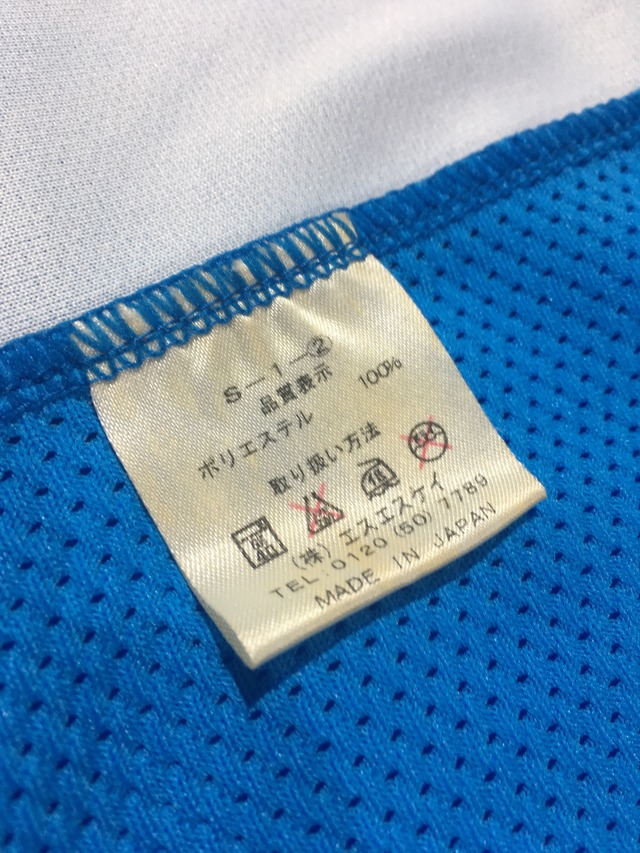 S－1－②
品質表示
ポリエステル 100%
取り扱い方法
(株) エスエスケイ
TEL:0120 (50) 7789
MADE IN JAPAN